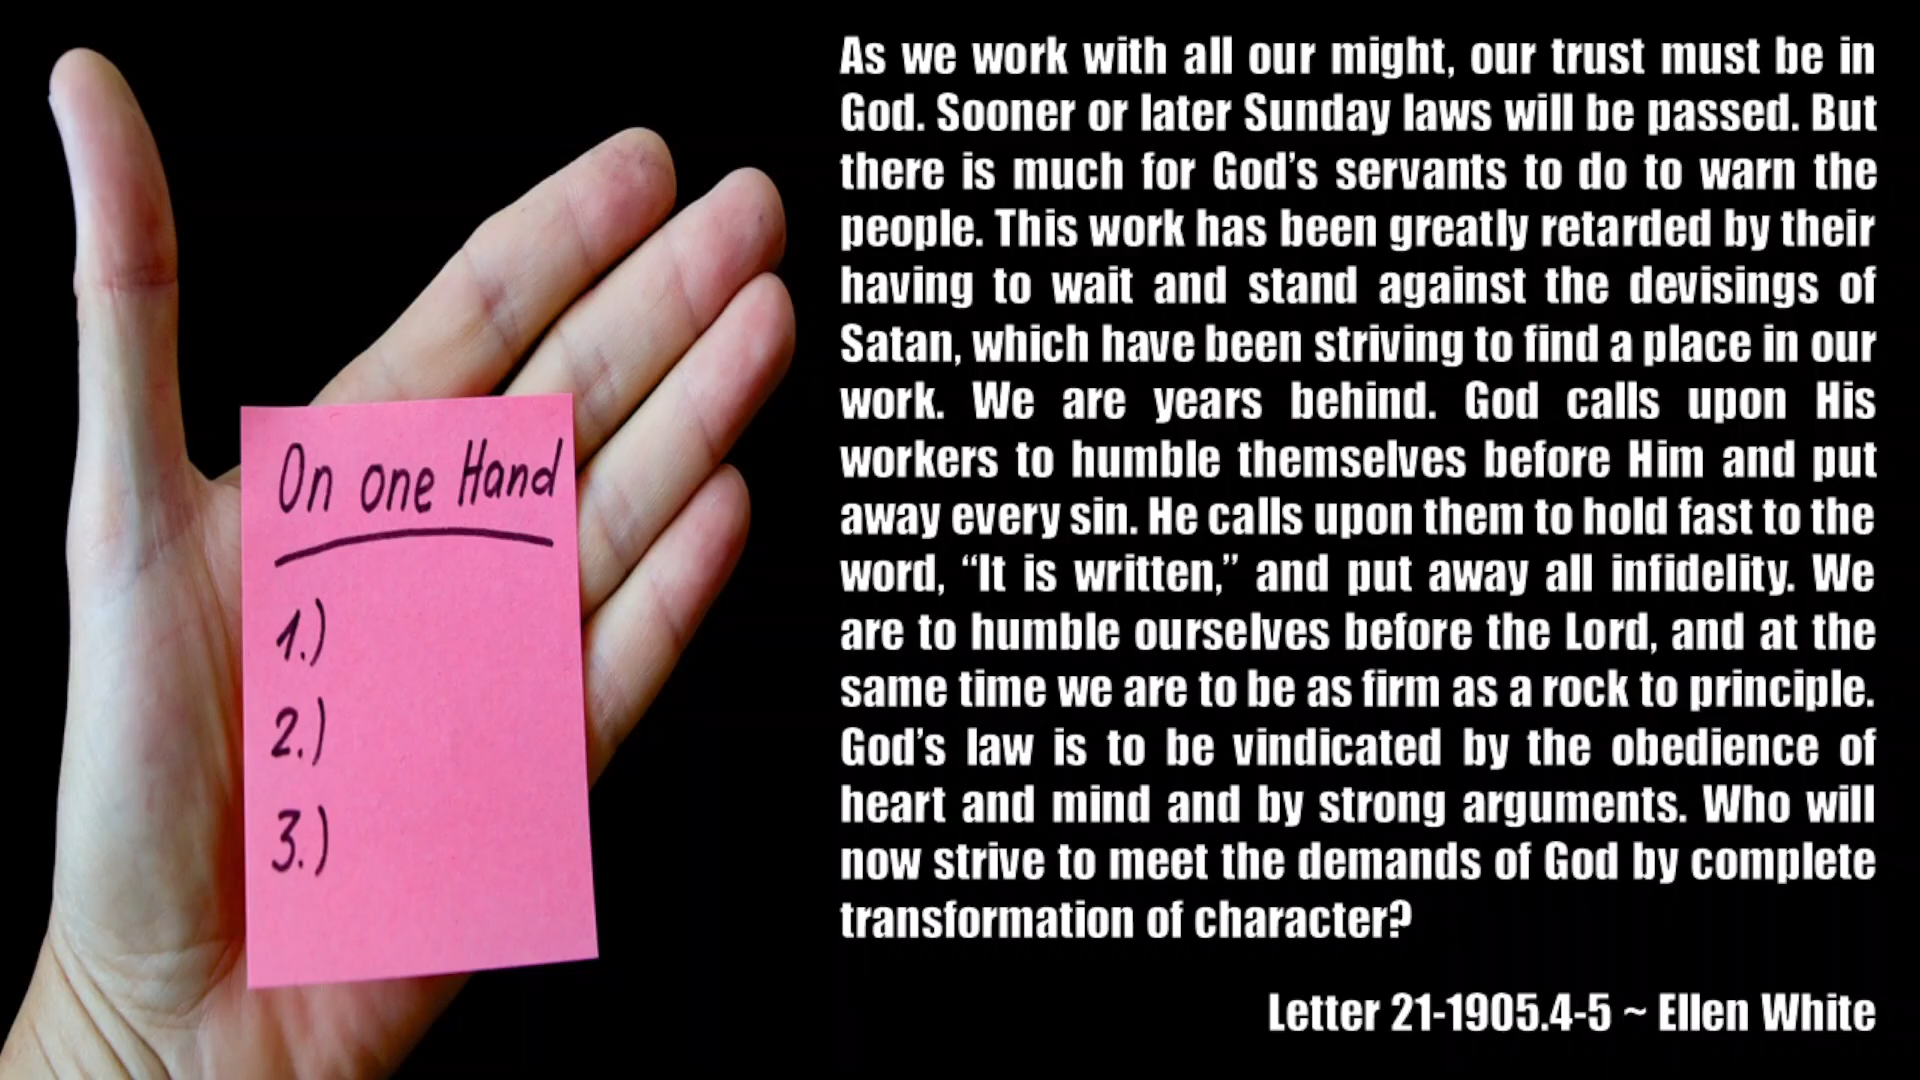 On one Hand
1.)
2.)
3.)
As we work with all our might, our trust must be in
God. Sooner or later Sunday laws will be passed. But
there is much for God’s servants to do to warn the
people. This work has been greatly retarded by their
having to wait and stand against the devisings of
Satan, which have been striving to find a place in our
work. We are years behind. God calls upon His
workers to humble themselves before Him and put
away every sin. He calls upon them to hold fast to the
word, “It is written,” and put away all infidelity. We
are to humble ourselves before the Lord, and at the
same time we are to be as firm as a rock to principle.
God’s law is to be vindicated by the obedience of
heart and mind and by strong arguments. Who will
now strive to meet the demands of God by complete
transformation of character?
Letter 21-1905.4-5 ~ Ellen White